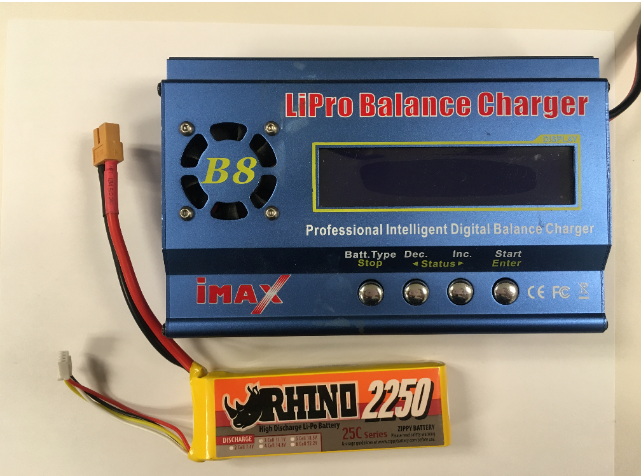 LiPro Balance Charger
DISPLAY
B8
Professional Intelligent Digital Balance Charger
Batt.Type Dec. Inc. Start
Stop ◄Status► Enter
iMAX
CE FC
RHINO 2250
High Discharge Li-Po Battery
25C Series
ZIPPY BATTERY
DISCHARGE